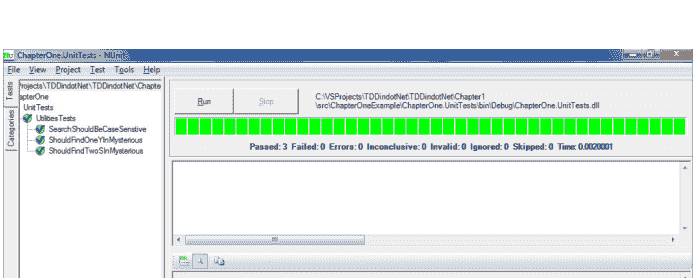 ChapterOne.UnitTests - NUnit
File View Project Test Tools Help
Tests
Categories
Projects\TDDindotNet\TDDindotNet\Chapte
apterOne
UnitTests
UtilitiesTests
SearchShouldBeCaseSenstive
ShouldFindOneYInMysterious
ShouldFindTwoSInMysterious
Run
Stop
C:\VSProjects\TDDindotNet\TDDindotNet\Chapter1
\src\ChapterOneExample\ChapterOne.UnitTests\bin\Debug\ChapterOne.UnitTests.dll
Passed: 3 Failed: 0 Errors: 0 Inconclusive: 0 Invalid: 0 Ignored: 0 Skipped: 0 Time: 0.0020001